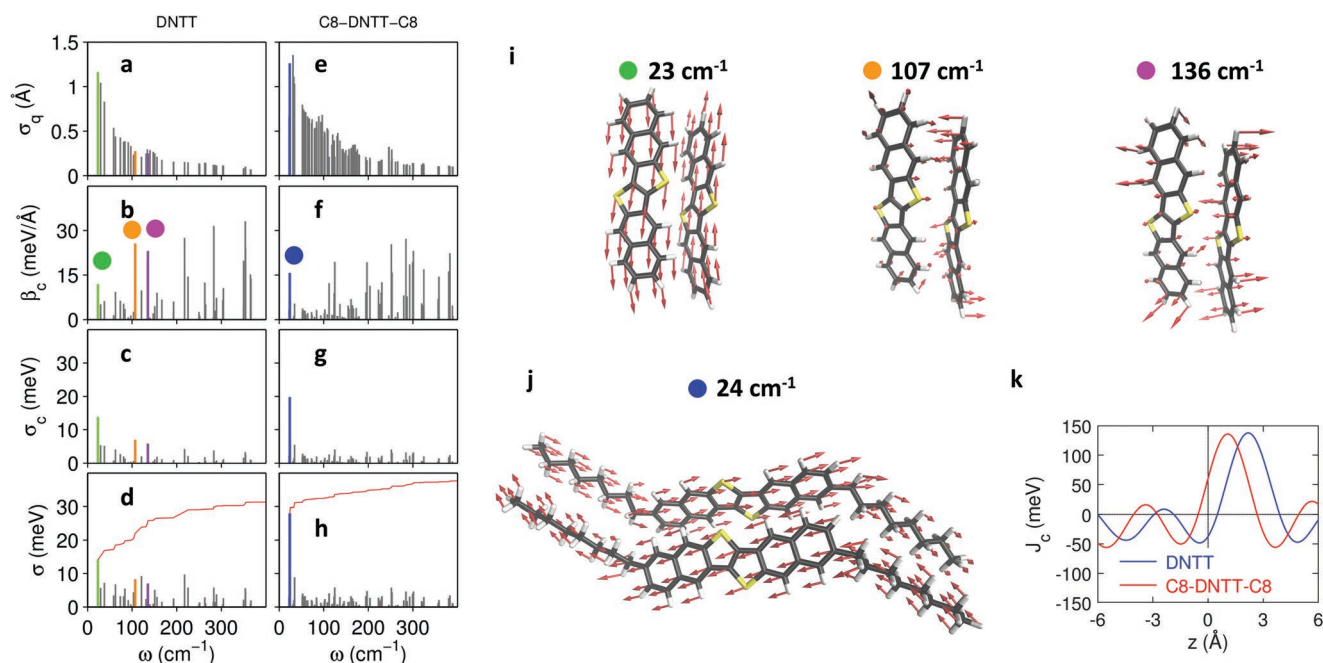 DNTT
C8−DNTT−C8
a
e
1.5
1
0.5
0
σq (Å)
b
f
30
15
0
βc (meV/Å)
c
g
30
20
10
0
σc (meV)
d
h
30
20
10
0
σ (meV)
0 100 200 300
0 100 200 300
ω (cm-1)
ω (cm-1)
i
23 cm-1
107 cm-1
136 cm-1
j
24 cm-1
k
150
100
50
0
-50
-100
-150
Jc (meV)
DNTT
C8-DNTT-C8
-6 -3 0 3 6
z (Å)